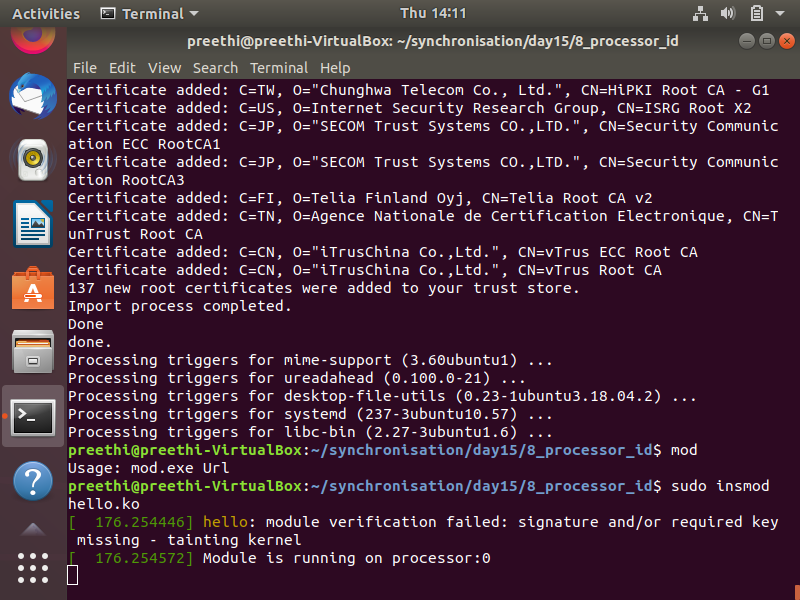 Activities Terminal Thu 14:11
preethi@preethi-VirtualBox: ~/synchronisation/day15/8_processor_id
File Edit View Search Terminal Help
Certificate added: C=TW, O="Chunghwa Telecom Co., Ltd.", CN=HiPKI Root CA - G1
Certificate added: C=US, O=Internet Security Research Group, CN=ISRG Root X2
Certificate added: C=JP, O="SECOM Trust Systems CO.,LTD.", CN=Security Communic
ation ECC RootCA1
Certificate added: C=JP, O="SECOM Trust Systems CO.,LTD.", CN=Security Communic
ation RootCA3
Certificate added: C=FI, O=Telia Finland Oyj, CN=Telia Root CA v2
Certificate added: C=TN, O=Agence Nationale de Certification Electronique, CN=T
unTrust Root CA
Certificate added: C=CN, O="iTrusChina Co.,Ltd.", CN=vTrus ECC Root CA
Certificate added: C=CN, O="iTrusChina Co.,Ltd.", CN=vTrus Root CA
137 new root certificates were added to your trust store.
Import process completed.
Done
done.
Processing triggers for mime-support (3.60ubuntu1) ...
Processing triggers for ureadahead (0.100.0-21) ...
Processing triggers for desktop-file-utils (0.23-1ubuntu3.18.04.2) ...
Processing triggers for systemd (237-3ubuntu10.57) ...
Processing triggers for libc-bin (2.27-3ubuntu1.6) ...
preethi@preethi-VirtualBox:~/synchronisation/day15/8_processor_id$ mod
Usage: mod.exe Url
preethi@preethi-VirtualBox:~/synchronisation/day15/8_processor_id$ sudo insmod
hello.ko
[  176.254446] hello: module verification failed: signature and/or required key
 missing - tainting kernel
[  176.254572] Module is running on processor:0